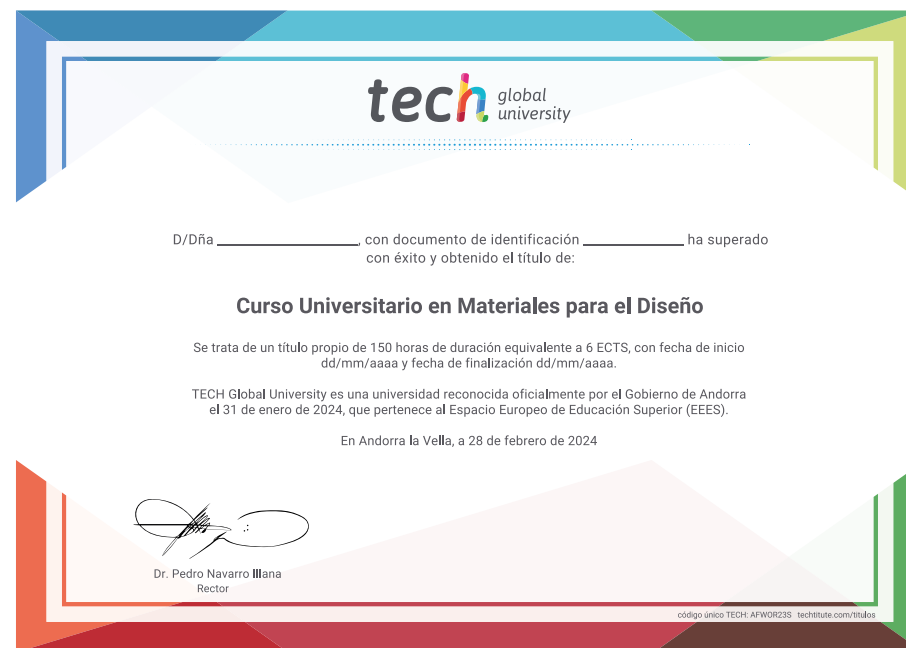 tech global university
D/Dña ________________, con documento de identificación ____________ ha superado
con éxito y obtenido el título de:
Curso Universitario en Materiales para el Diseño
Se trata de un título propio de 150 horas de duración equivalente a 6 ECTS, con fecha de inicio
dd/mm/aaaa y fecha de finalización dd/mm/aaaa.
TECH Global University es una universidad reconocida oficialmente por el Gobierno de Andorra
el 31 de enero de 2024, que pertenece al Espacio Europeo de Educación Superior (EEES).
En Andorra la Vella, a 28 de febrero de 2024
Dr. Pedro Navarro Illana
Rector
código único TECH: AFWOR23S techtitute.com/titulos